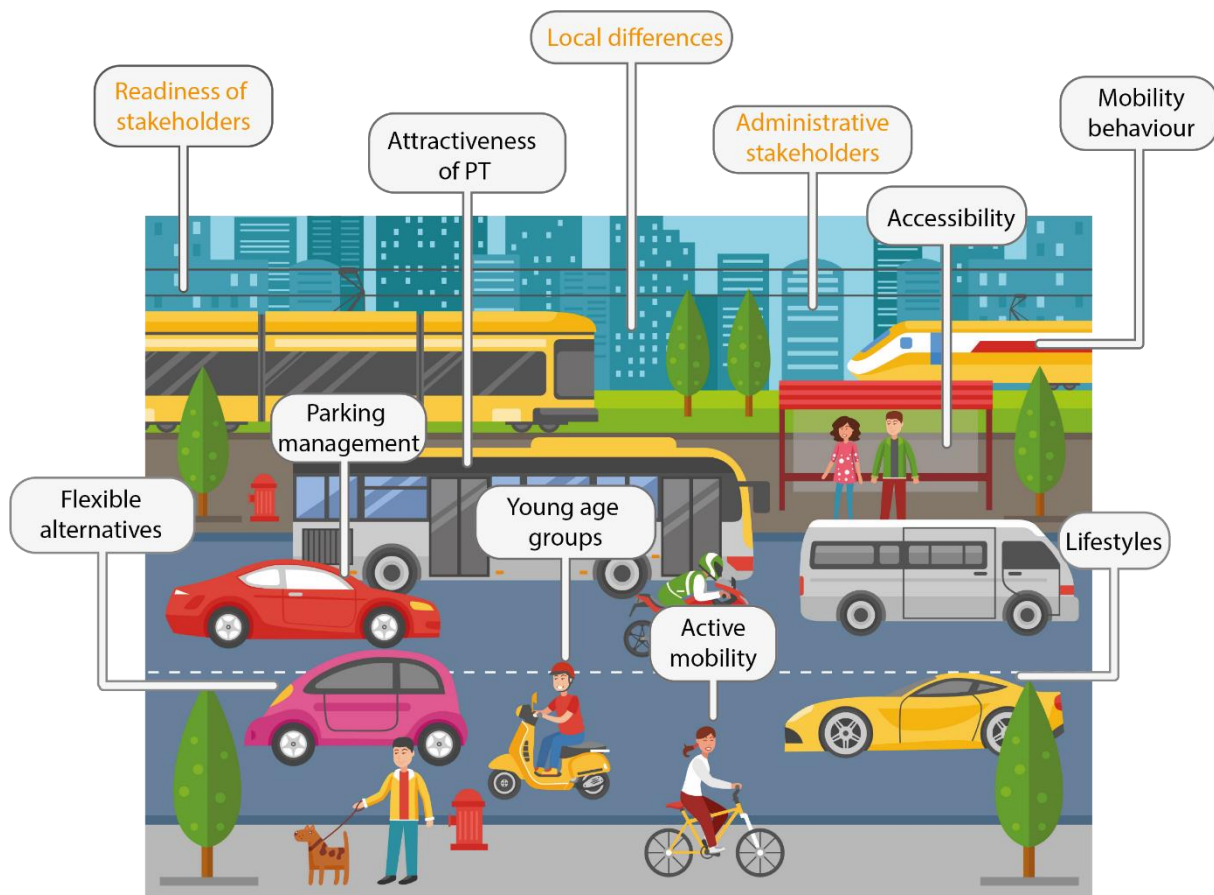 Local differences
Readiness of
stakeholders
Mobility
behaviour
Attractiveness
of PT
Administrative
stakeholders
Accessibility
Parking
management
Flexible
alternatives
Young age
groups
Lifestyles
Active
mobility